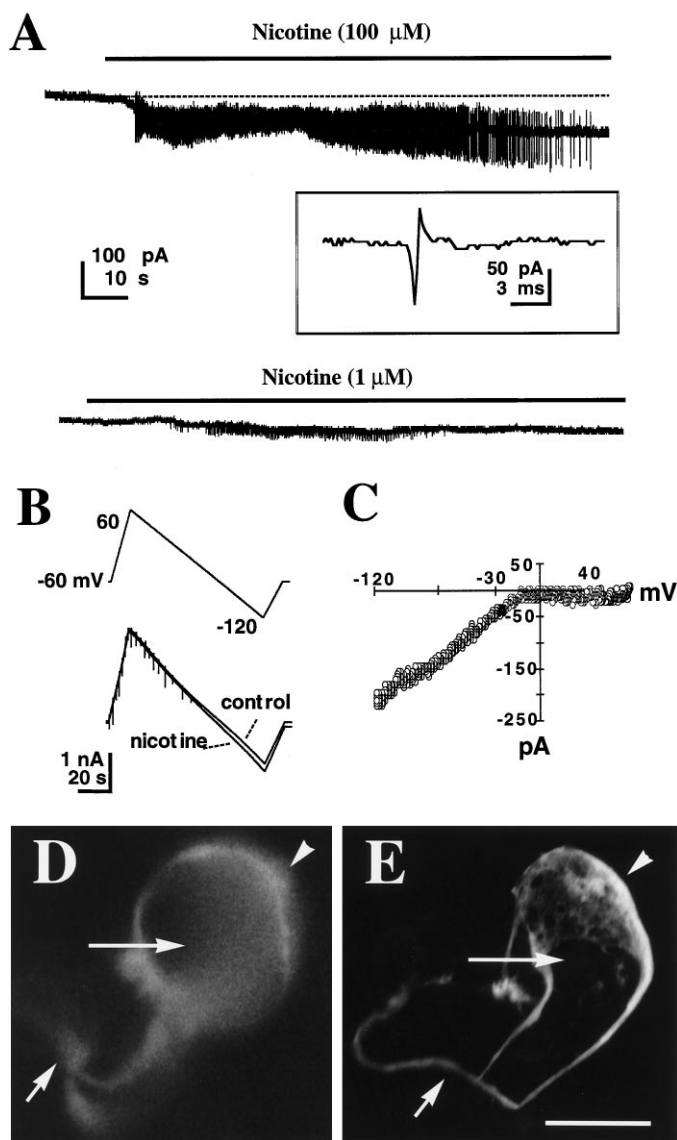 A
Nicotine (100 μM)
100 pA
10 s
50 pA
3 ms
Nicotine (1 μM)
B
60
-60 mV
-120
control
nicotine
1 nA
20 s
C
-120
-30
50
40
mV
-50
-150
-250
pA
D
E